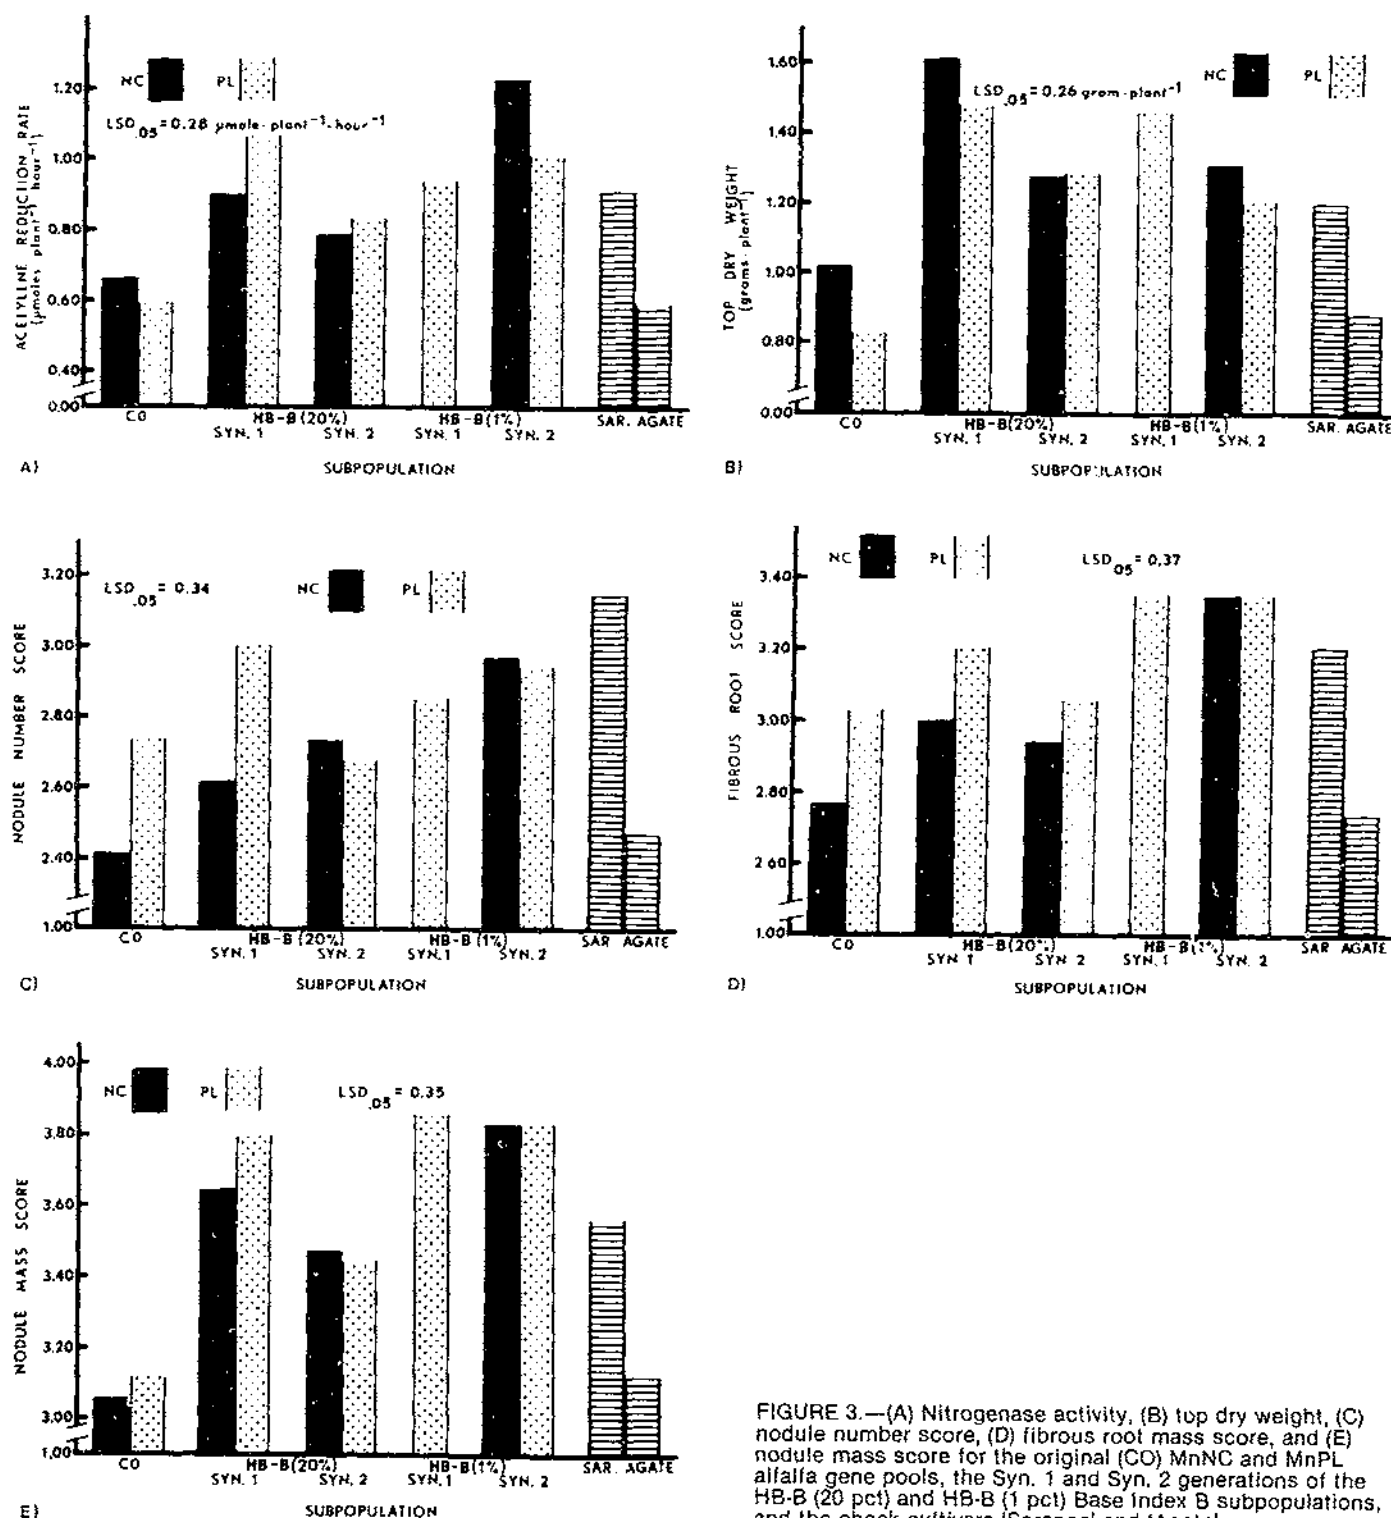 NC PL
LSD.05=0.28 µmole·plant⁻¹·hour⁻¹
ACETYLENE REDUCTION RATE
(µmoles plant⁻¹ hour⁻¹)
1.20
1.00
0.80
0.60
0.40
0.00
CO HB-B(20%) HB-B(1%) SAR. AGATE
SYN. 1 SYN. 2 SYN. 1 SYN. 2
A) SUBPOPULATION
NC PL
LSD.05=0.26 gram·plant⁻¹
TOP DRY WEIGHT
(grams·plant⁻¹)
1.60
1.40
1.20
1.00
0.80
0.00
CO HB-B(20%) HB-B(1%) SAR. AGATE
SYN. 1 SYN. 2 SYN. 1 SYN. 2
B) SUBPOPULATION
LSD.05= 0.34 NC PL
NODULE NUMBER SCORE
3.20
3.00
2.80
2.60
2.40
1.00
CO HB-B(20%) HB-B(1%) SAR AGATE
SYN. 1 SYN. 2 SYN. 1 SYN. 2
C) SUBPOPULATION
NC PL LSD.05= 0.37
FIBROUS ROOT SCORE
3.40
3.20
3.00
2.80
2 60
1.00
CO HB-B(20%) HB-B(1%) SAR AGATE
SYN 1 SYN 2 SYN. 1 SYN. 2
D) SUBPOPULATION
NC PL LSD.05= 0.35
NODULE MASS SCORE
4.00
3.80
3.60
3.40
3.20
3.00
1.00
CO HB-B(20%) HB-B(1%) SAR. AGATE
SYN. 1 SYN. 2 SYN. 1 SYN. 2
E) SUBPOPULATION
FIGURE 3.—(A) Nitrogenase activity, (B) top dry weight, (C)
nodule number score, (D) fibrous root mass score, and (E)
nodule mass score for the original (CO) MnNC and MnPL
alfalfa gene pools, the Syn. 1 and Syn. 2 generations of the
HB-B (20 pct) and HB-B (1 pct) Base Index B subpopulations,